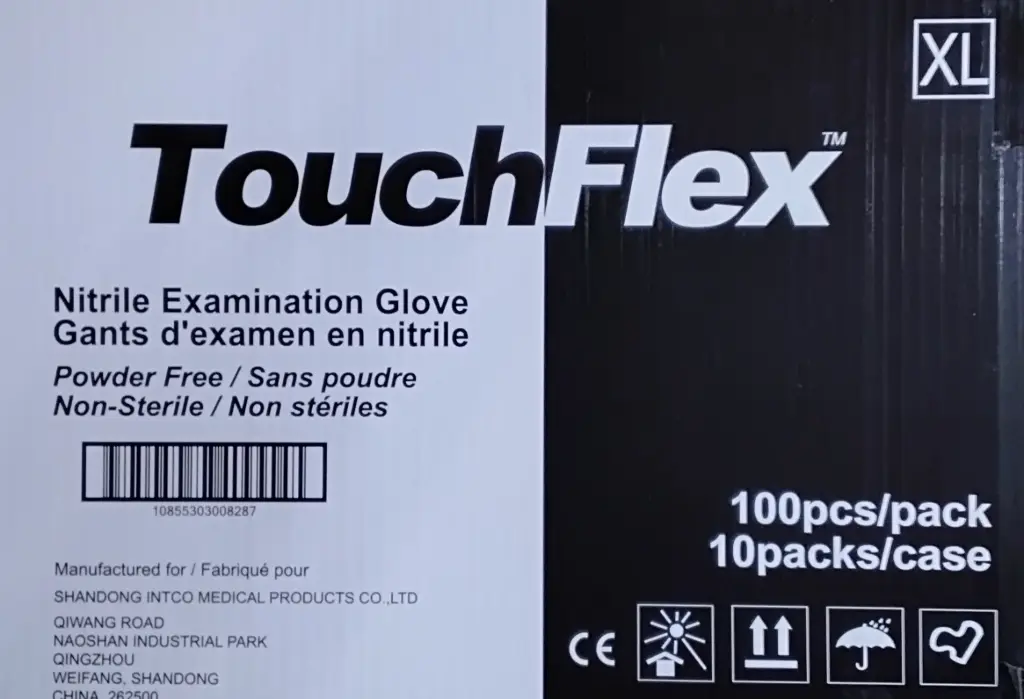 XL
TouchFlex™
Nitrile Examination Glove
Gants d'examen en nitrile
Powder Free / Sans poudre
Non-Sterile / Non stériles
10855303008287
100pcs/pack
10packs/case
Manufactured for / Fabriqué pour
SHANDONG INTCO MEDICAL PRODUCTS CO.,LTD
QIWANG ROAD
NAOSHAN INDUSTRIAL PARK
QINGZHOU
WEIFANG, SHANDONG
CHINA, 262500
CE